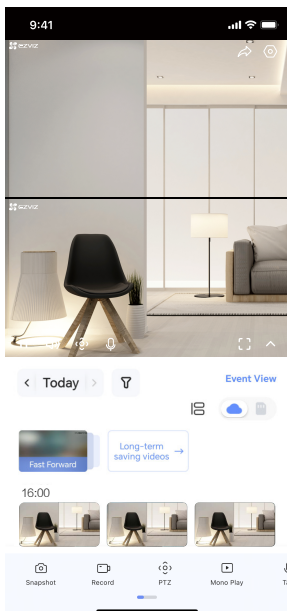 9:41
ezviz
ezviz
Today
Event View
Fast Forward
Long-term
saving videos
16:00
Snapshot
Record
PTZ
Mono Play